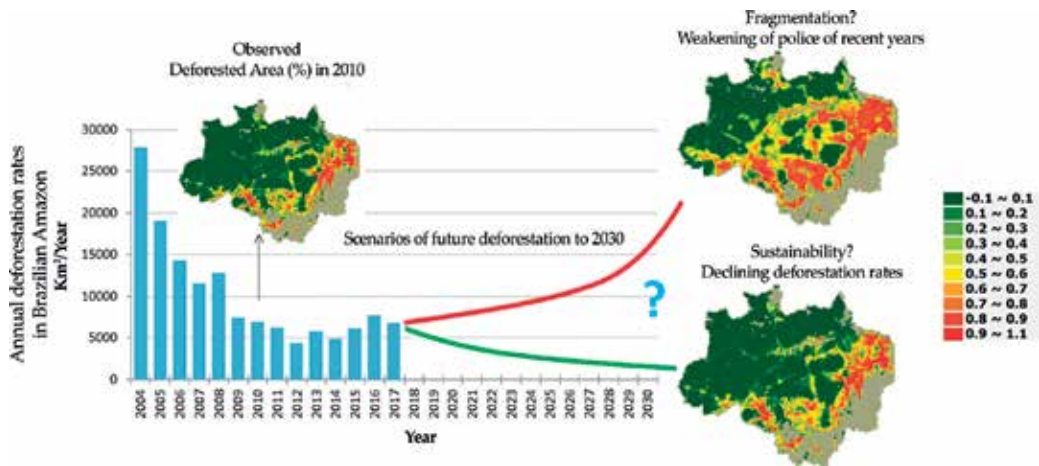 Observed
Deforested Area (%) in 2010
Fragmentation?
Weakening of police of recent years
Annual deforestation rates
in Brazilian Amazon
Km²/Year
30000
25000
20000
15000
10000
5000
0
Scenarios of future deforestation to 2030
?
Sustainability?
Declining deforestation rates
-0.1 ~ 0.1
0.1 ~ 0.2
0.2 ~ 0.3
0.3 ~ 0.4
0.4 ~ 0.5
0.5 ~ 0.6
0.6 ~ 0.7
0.7 ~ 0.8
0.8 ~ 0.9
0.9 ~ 1.1
2004 2005 2006 2007 2008 2009 2010 2011 2012 2013 2014 2015 2016 2017 2018 2019 2020 2021 2022 2023 2024 2025 2026 2027 2028 2029 2030
Year